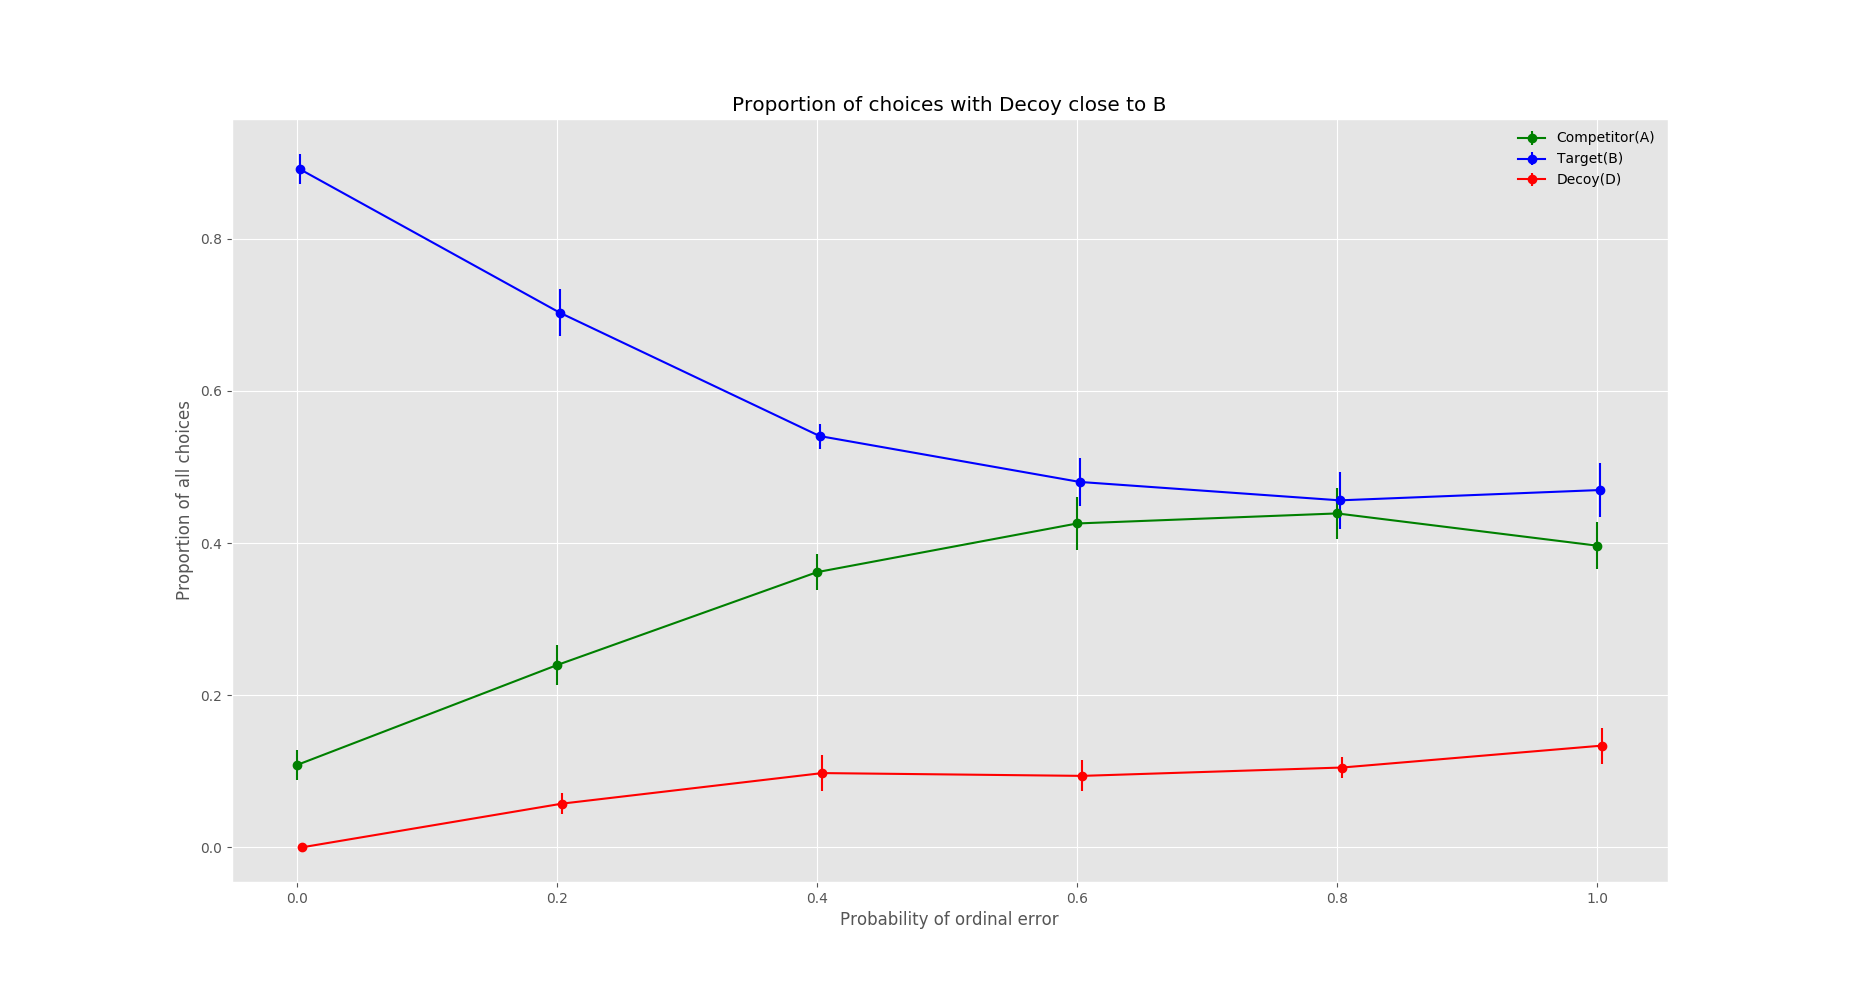 Proportion of choices with Decoy close to B
Competitor(A)
Target(B)
Decoy(D)
Proportion of all choices
0.8
0.6
0.4
0.2
0.0
0.0 0.2 0.4 0.6 0.8 1.0
Probability of ordinal error